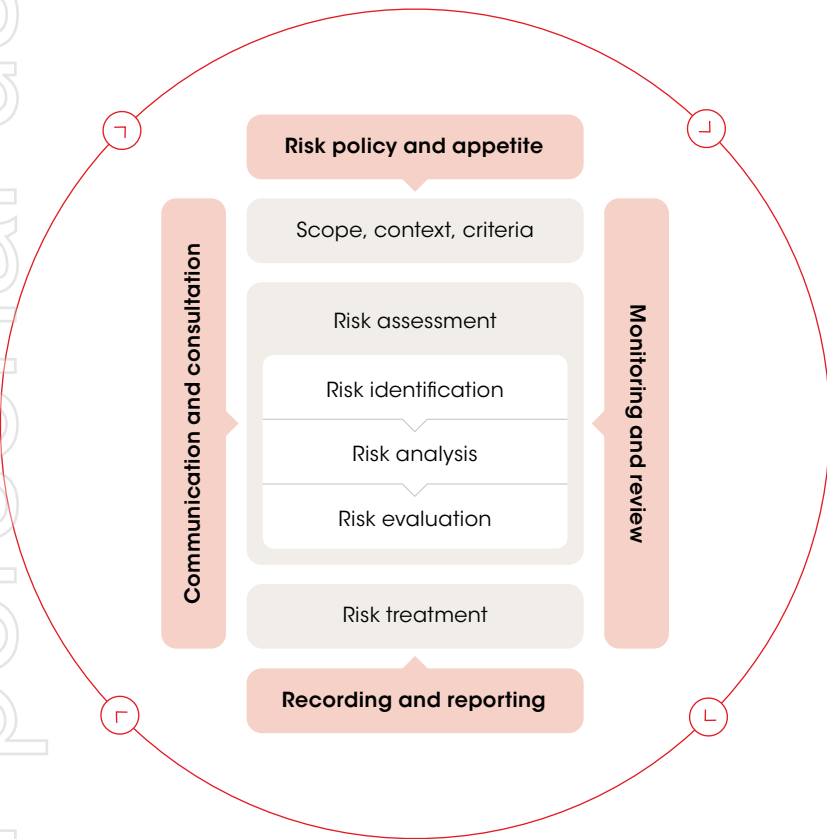 Risk policy and appetite
Scope, context, criteria
Communication and consultation
Risk assessment
Risk identification
Risk analysis
Risk evaluation
Monitoring and review
Risk treatment
Recording and reporting